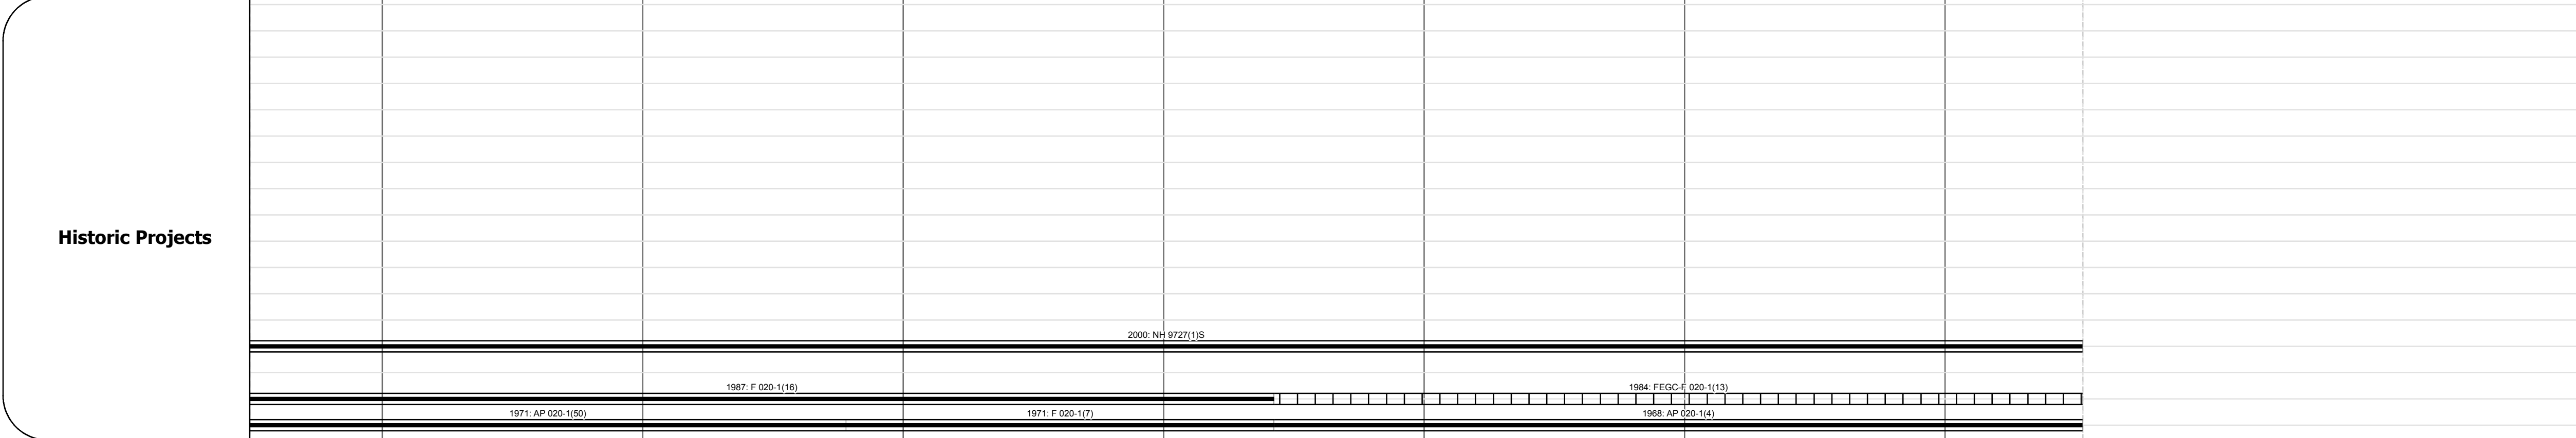 Historic Projects
2000: NH 9727(1)S
1987: F 020-1(16)
1984: FEGC-F 020-1(13)
1971: AP 020-1(50)
1971: F 020-1(7)
1968: AP 020-1(4)